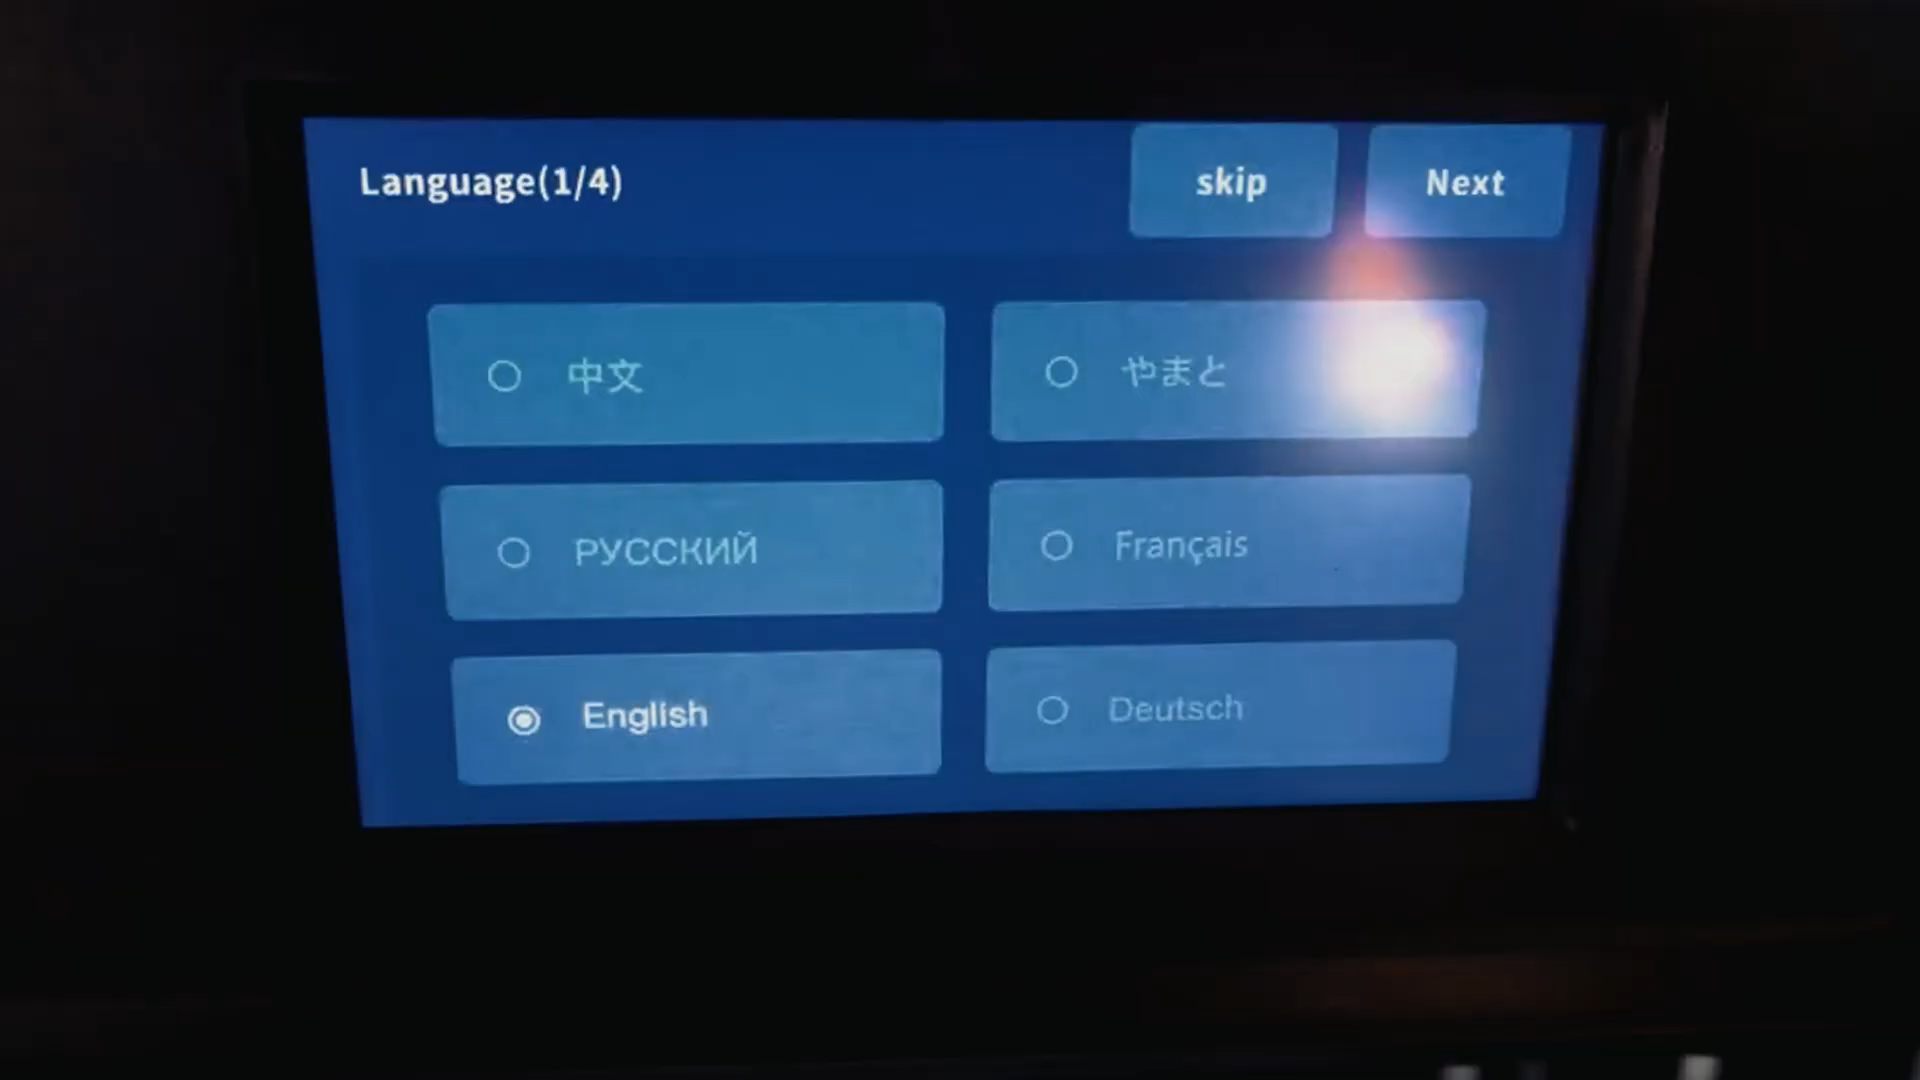 Language(1/4)
skip
Next
中文
やまと
РУССКИЙ
Français
English
Deutsch